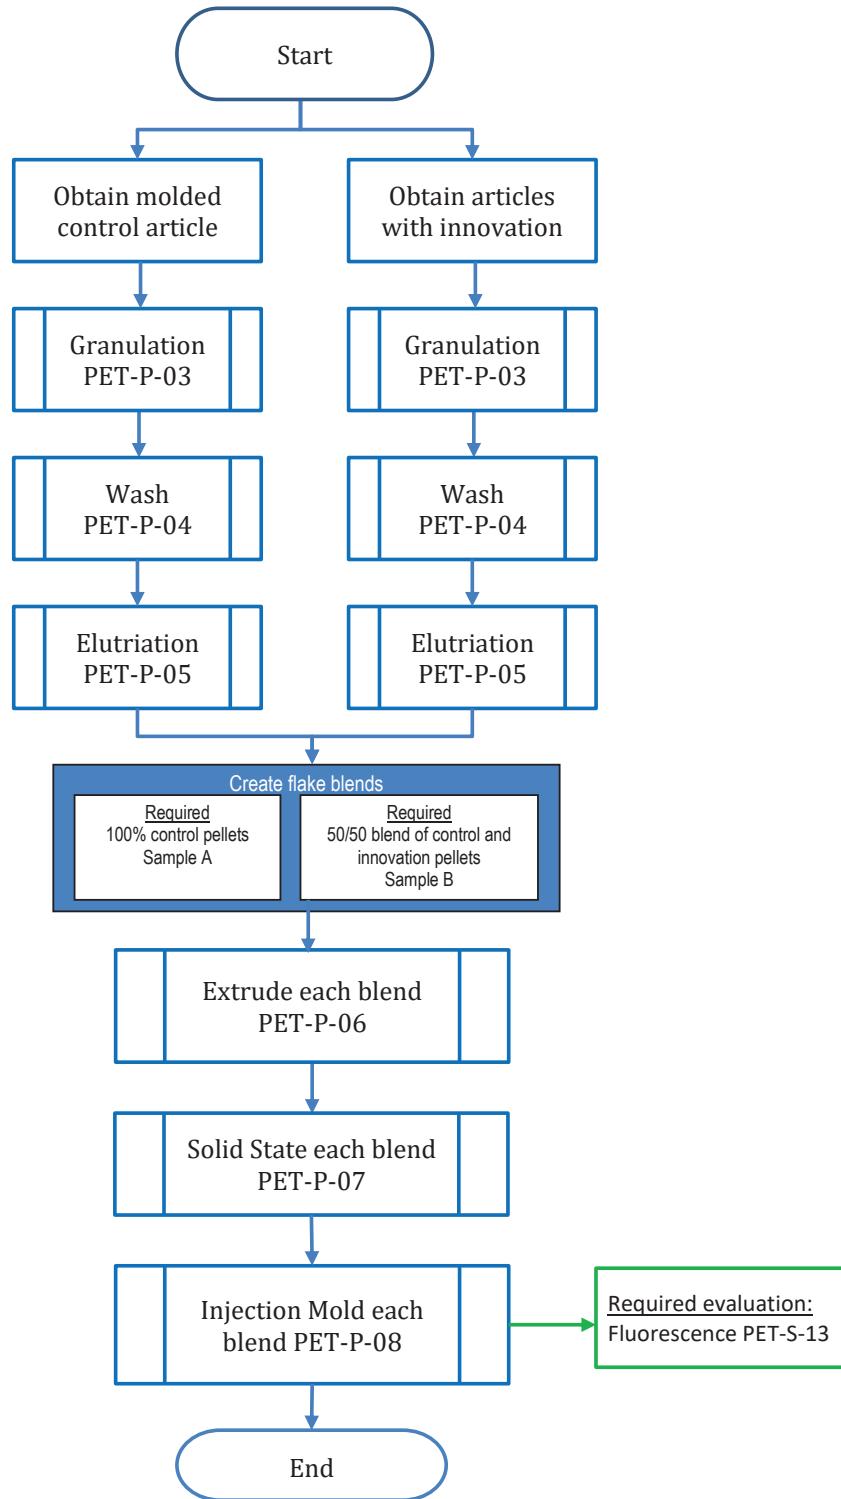 Start
Obtain molded
control article
Obtain articles
with innovation
Granulation
PET-P-03
Granulation
PET-P-03
Wash
PET-P-04
Wash
PET-P-04
Elutriation
PET-P-05
Elutriation
PET-P-05
Create flake blends
Required
100% control pellets
Sample A
Required
50/50 blend of control and
innovation pellets
Sample B
Extrude each blend
PET-P-06
Solid State each blend
PET-P-07
Injection Mold each
blend PET-P-08
Required evaluation:
Fluorescence PET-S-13
End